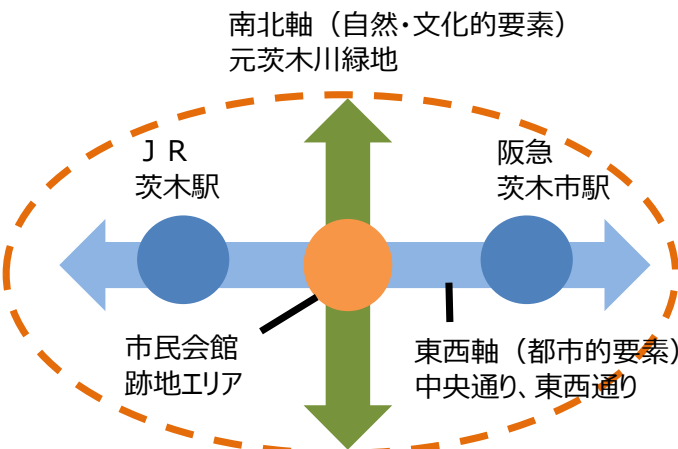 南北軸（自然・文化的要素）
元茨木川緑地
ＪＲ
茨木駅
阪急
茨木市駅
市民会館
跡地エリア
東西軸（都市的要素）
中央通り、東西通り